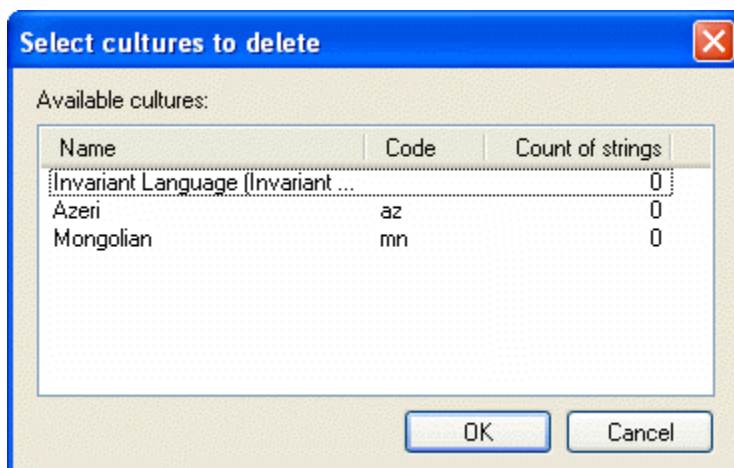 Select cultures to delete
Available cultures:
Name Code Count of strings
Invariant Language (Invariant ... 0
Azeri az 0
Mongolian mn 0
OK Cancel